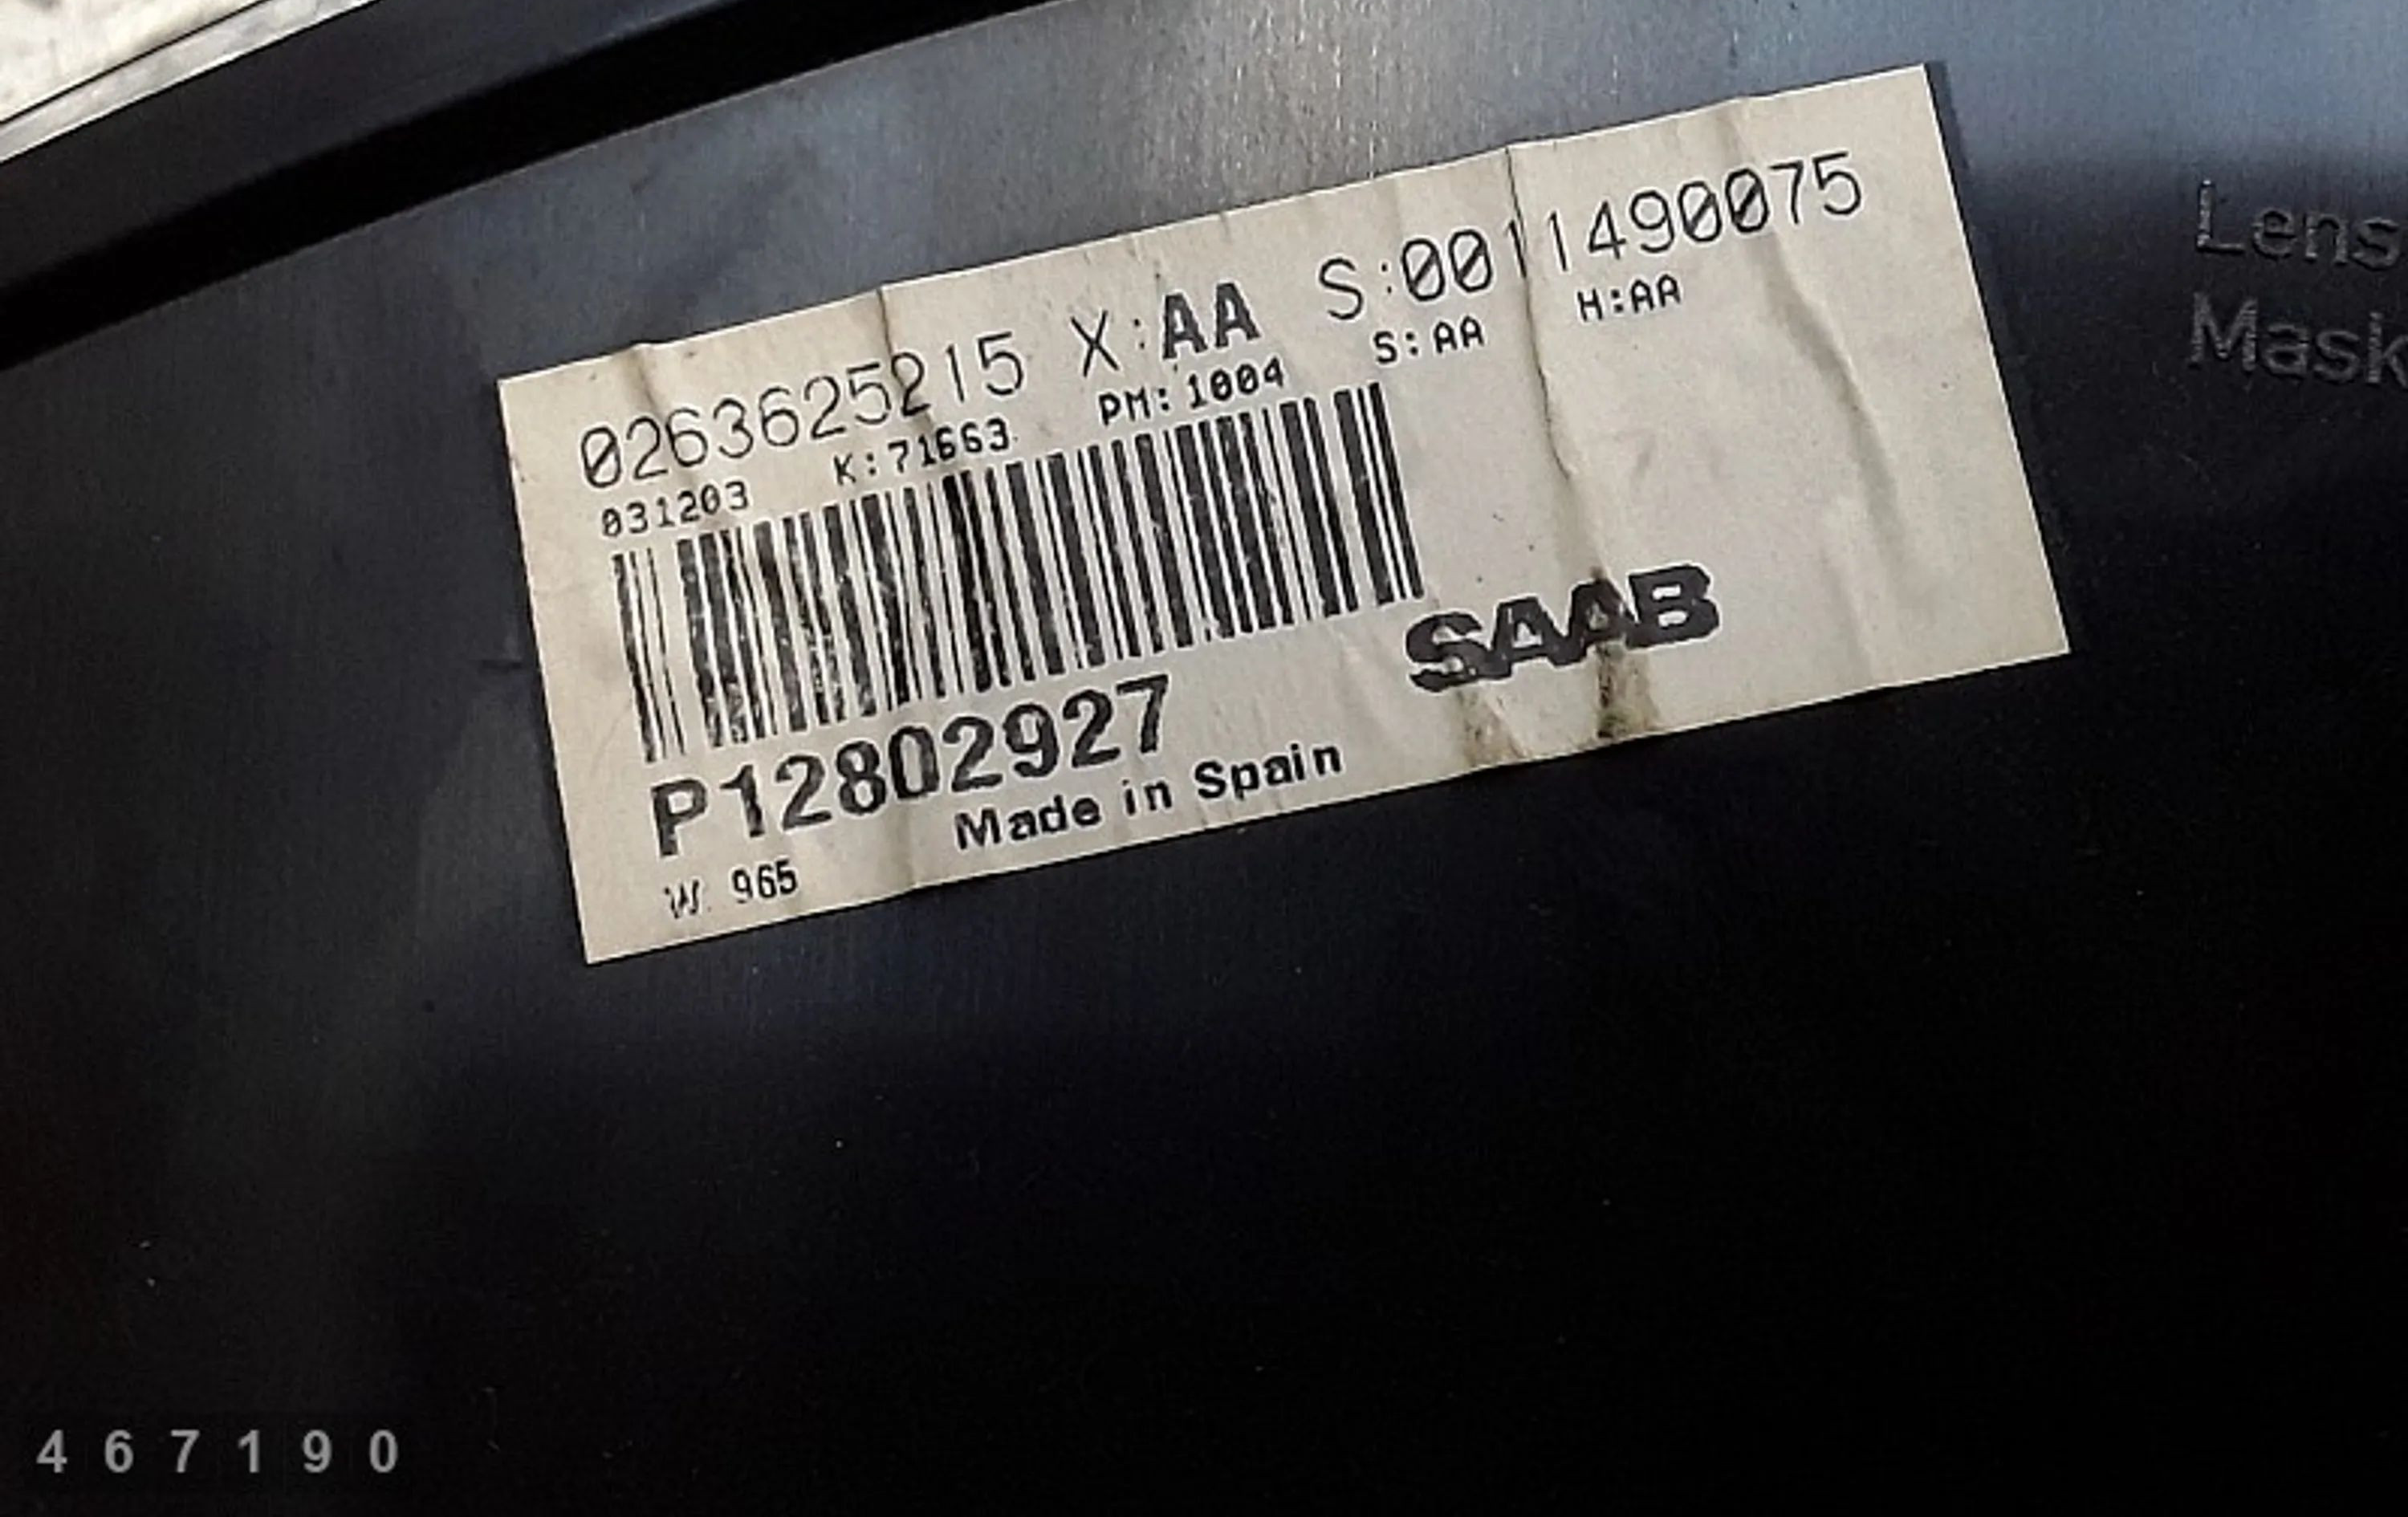 0263625215 X:AA S:0011490075
031203 K:71663 PM:1004 S:AA H:AA
SAAB
P12802927
Made in Spain
W. 965
Lens
Mask
467190